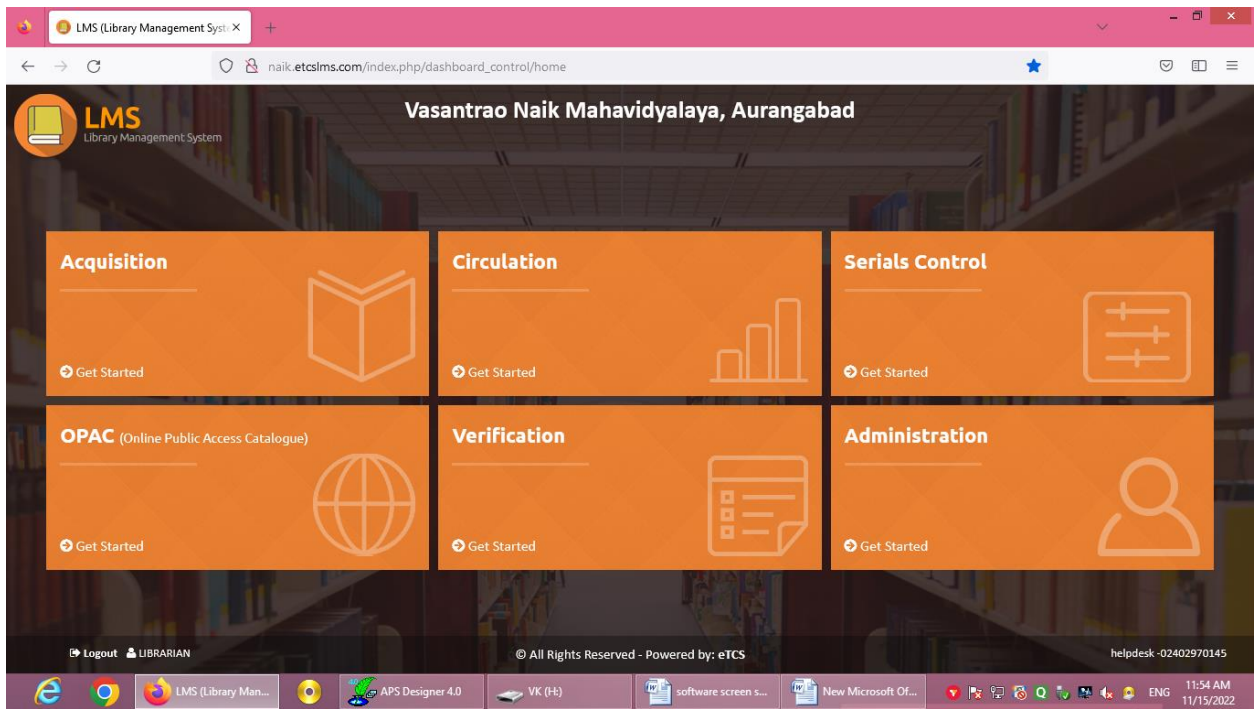 LMS (Library Management Syst
naik.etcslms.com/index.php/dashboard_control/home
LMS
Library Management System
Vasantrao Naik Mahavidyalaya, Aurangabad
Acquisition
Get Started
Circulation
Get Started
Serials Control
Get Started
OPAC (Online Public Access Catalogue)
Get Started
Verification
Get Started
Administration
Get Started
Logout LIBRARIAN
© All Rights Reserved - Powered by: eTCS
helpdesk -02402970145
LMS (Library Man...
APS Designer 4.0
VK (H:)
software screen s...
New Microsoft Of...
ENG
11:54 AM
11/15/2022